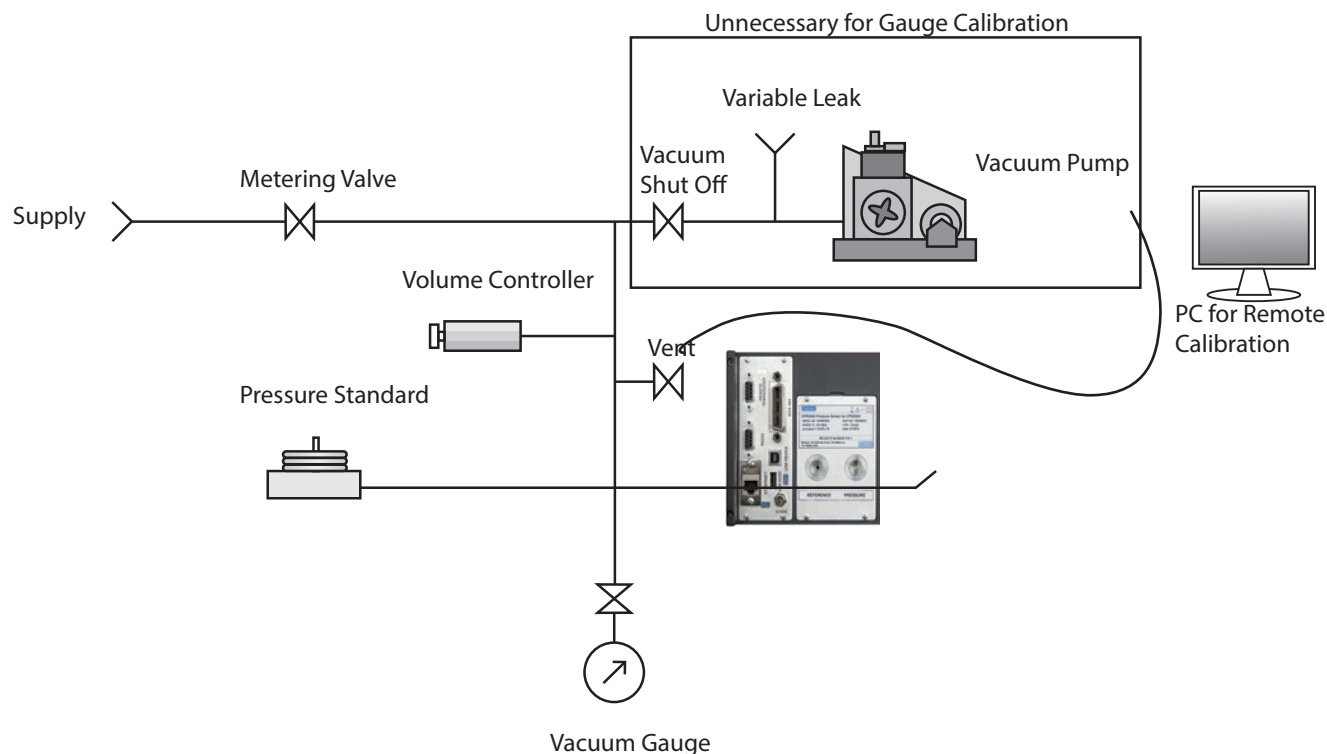 Unnecessary for Gauge Calibration
Variable Leak
Vacuum
Shut Off
Vacuum Pump
Metering Valve
Supply
Volume Controller
PC for Remote
Calibration
Vent
Pressure Standard
REFERENCE PRESSURE
Vacuum Gauge